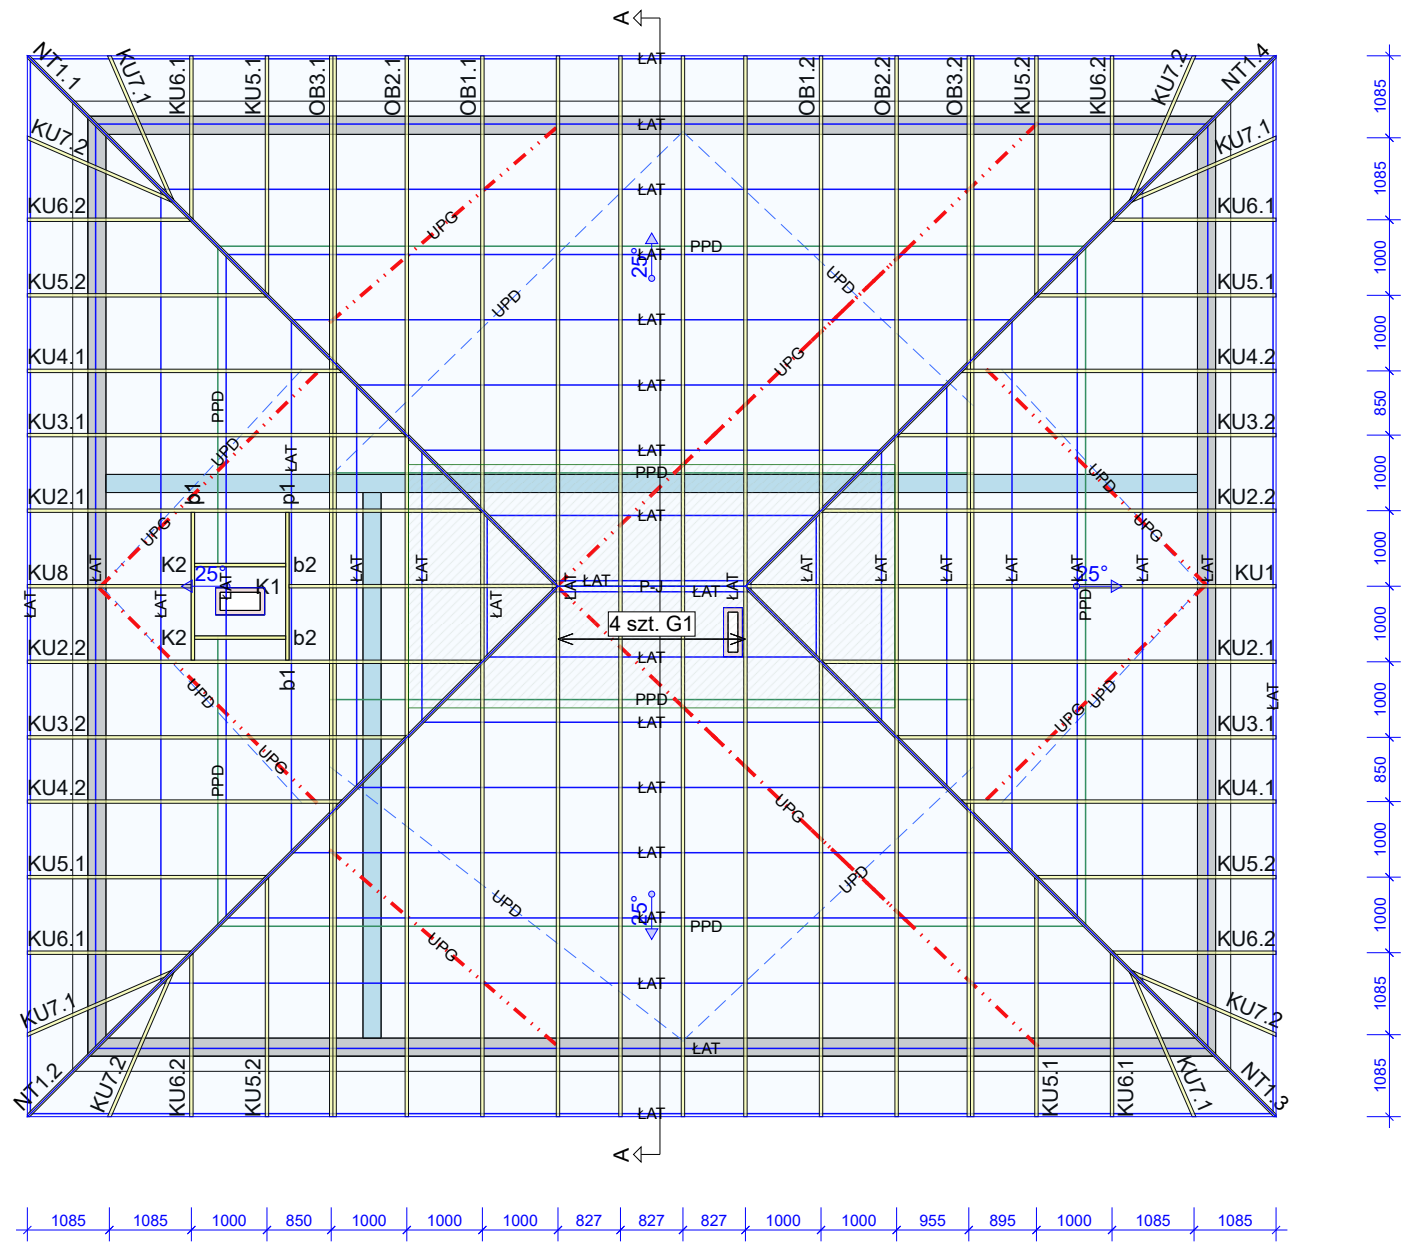 A
NT1.1
KU7.1
KU6.1
KU5.1
OB3.1
OB2.1
OB1.1
ŁAT
OB1.2
OB2.2
OB3.2
KU5.2
KU6.2
KU7.2
NT1.4
1085
KU7.2
ŁAT
KU7.1
1085
ŁAT
KU6.2
KU6.1
UPG
PPD
25°
ŁAT
1000
KU5.2
UPD
UPD
KU5.1
ŁAT
1000
KU4.1
UPG
KU4.2
ŁAT
PPD
850
KU3.1
UPD
ŁAT
ŁAT
KU3.2
PPD
UPD
1000
KU2.1
p1
p1
KU2.2
ŁAT
UPG
UPG
1000
ŁAT
K2
b2
ŁAT
ŁAT
ŁAT
ŁAT
ŁAT
ŁAT
ŁAT
KU8
25°
ŁAT
K1
ŁAT
ŁAT
P-J
ŁAT
ŁAT
25°
KU1
ŁAT
ŁAT
ŁAT
PPD
4 szt. G1
1000
K2
b2
KU2.2
ŁAT
KU2.1
b1
UPD
PPD
UPD
ŁAT
1000
KU3.2
ŁAT
UPG
KU3.1
UPG
PPD
850
KU4.2
ŁAT
UPG
KU4.1
ŁAT
1000
KU5.1
UPD
UPD
KU5.2
25°
ŁAT
PPD
1000
KU6.1
UPG
KU6.2
ŁAT
1085
KU7.1
KU7.2
ŁAT
NT1.2
KU7.2
KU6.2
KU5.2
ŁAT
KU5.1
KU6.1
KU7.1
NT1.3
1085
A
1085
1085
1000
850
1000
1000
1000
827
827
827
1000
1000
955
895
1000
1085
1085